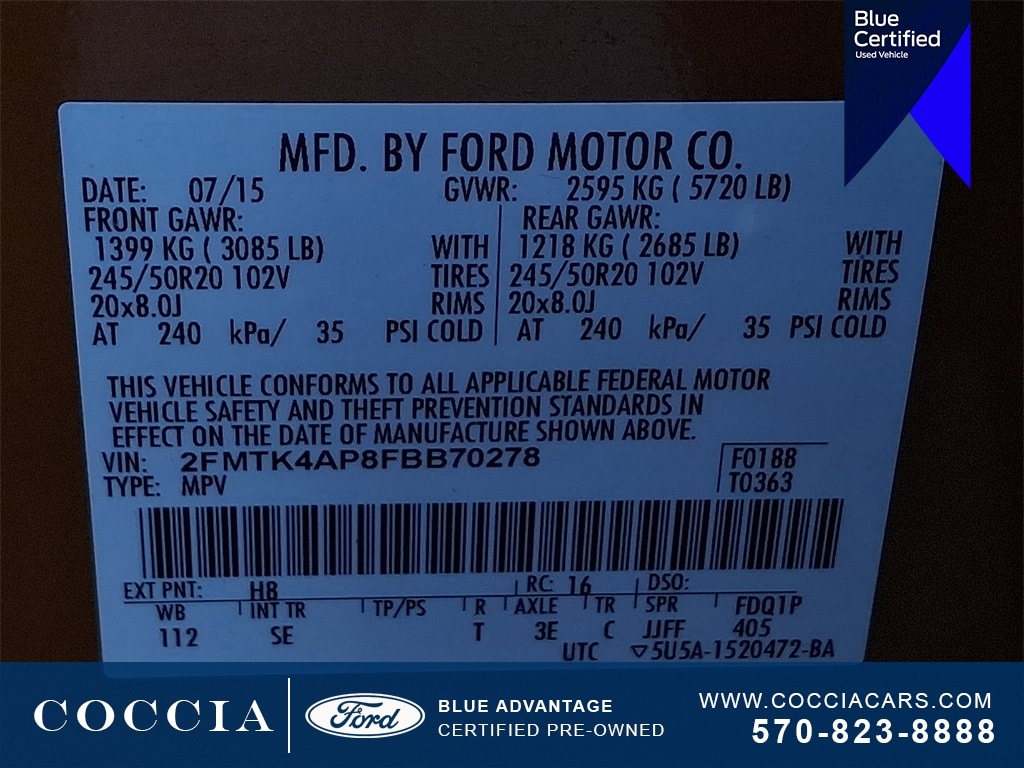 Blue
Certified
Used Vehicle
MFD. BY FORD MOTOR CO.
DATE: 07/15 GVWR: 2595 KG ( 5720 LB)
FRONT GAWR: REAR GAWR:
1399 KG ( 3085 LB) WITH 1218 KG ( 2685 LB) WITH
245/50R20 102V TIRES 245/50R20 102V TIRES
20x8.0J RIMS 20x8.0J RIMS
AT 240 kPa/ 35 PSI COLD AT 240 kPa/ 35 PSI COLD
THIS VEHICLE CONFORMS TO ALL APPLICABLE FEDERAL MOTOR
VEHICLE SAFETY AND THEFT PREVENTION STANDARDS IN
EFFECT ON THE DATE OF MANUFACTURE SHOWN ABOVE.
VIN: 2FMTK4AP8FBB70278 F0188
TYPE: MPV T0363
EXT PNT: H8 RC: 16 DSO:
WB INT TR TP/PS R AXLE TR SPR FDQ1P
112 SE T 3E C JJFF 405
UTC ▽5U5A-1520472-BA
COCCIA Ford BLUE ADVANTAGE WWW.COCCIACARS.COM
CERTIFIED PRE-OWNED 570-823-8888